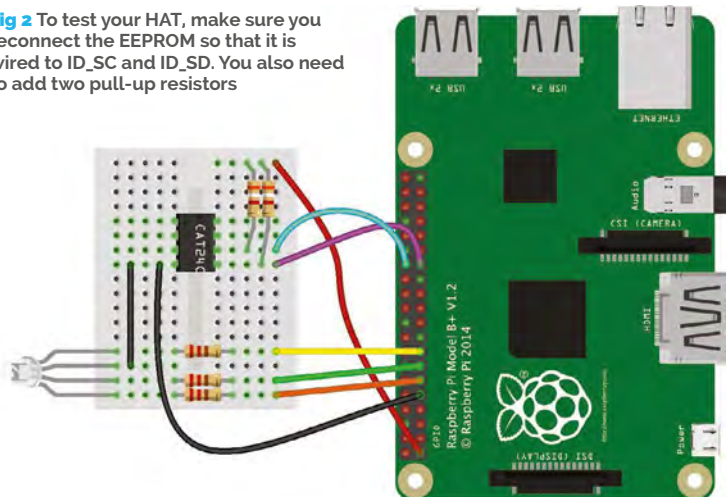 ig 2 To test your HAT, make sure you
econnect the EEPROM so that it is
wired to ID_SC and ID_SD. You also need
o add two pull-up resistors
USB 2x
USB 2x
ETHERNET
Audio
CSI (CAMERA)
CAT24C
HDMI
Raspberry Pi Model B+ V1.2
© Raspberry Pi 2014
GPIO
Power
DSI (DISPLAY)